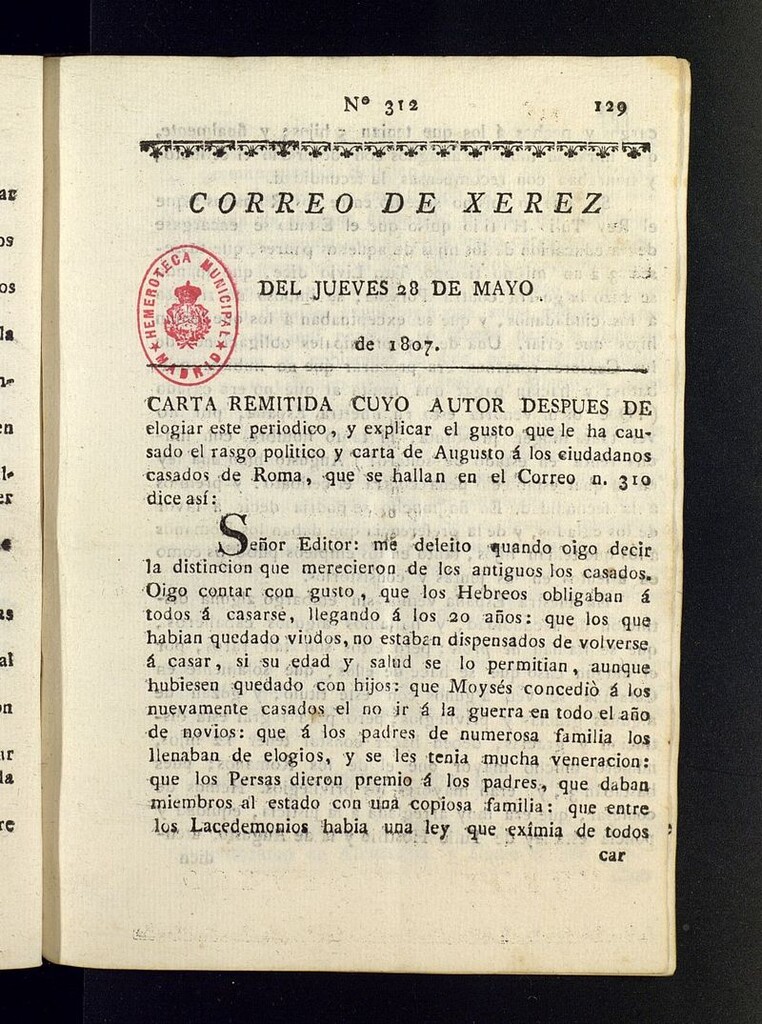 Nº 312 129
CORREO DE XEREZ
DEL JUEVES 28 DE MAYO
de 1807.
HEMEROTECA MUNICIPAL
★ MADRID ★
CARTA REMITIDA CUYO AUTOR DESPUES DE
elogiar este periodico, y explicar el gusto que le ha cau-
sado el rasgo politico y carta de Augusto á los ciudadanos
casados de Roma, que se hallan en el Correo n. 310
dice así:
Señor Editor: me deleito quando oigo decir
la distincion que merecieron de los antiguos los casados.
Oigo contar con gusto, que los Hebreos obligaban á
todos á casarse, llegando á los 20 años: que los que
habian quedado viudos, no estaban dispensados de volverse
á casar, si su edad y salud se lo permitian, aunque
hubiesen quedado con hijos: que Moysés concediò á los
nuevamente casados el no ir á la guerra en todo el año
de novios: que á los padres de numerosa familia los
llenaban de elogios, y se les tenia mucha veneracion:
que los Persas dieron premio á los padres, que daban
miembros al estado con una copiosa familia: que entre
los Lacedemonios habia una ley que exîmia de todos
car